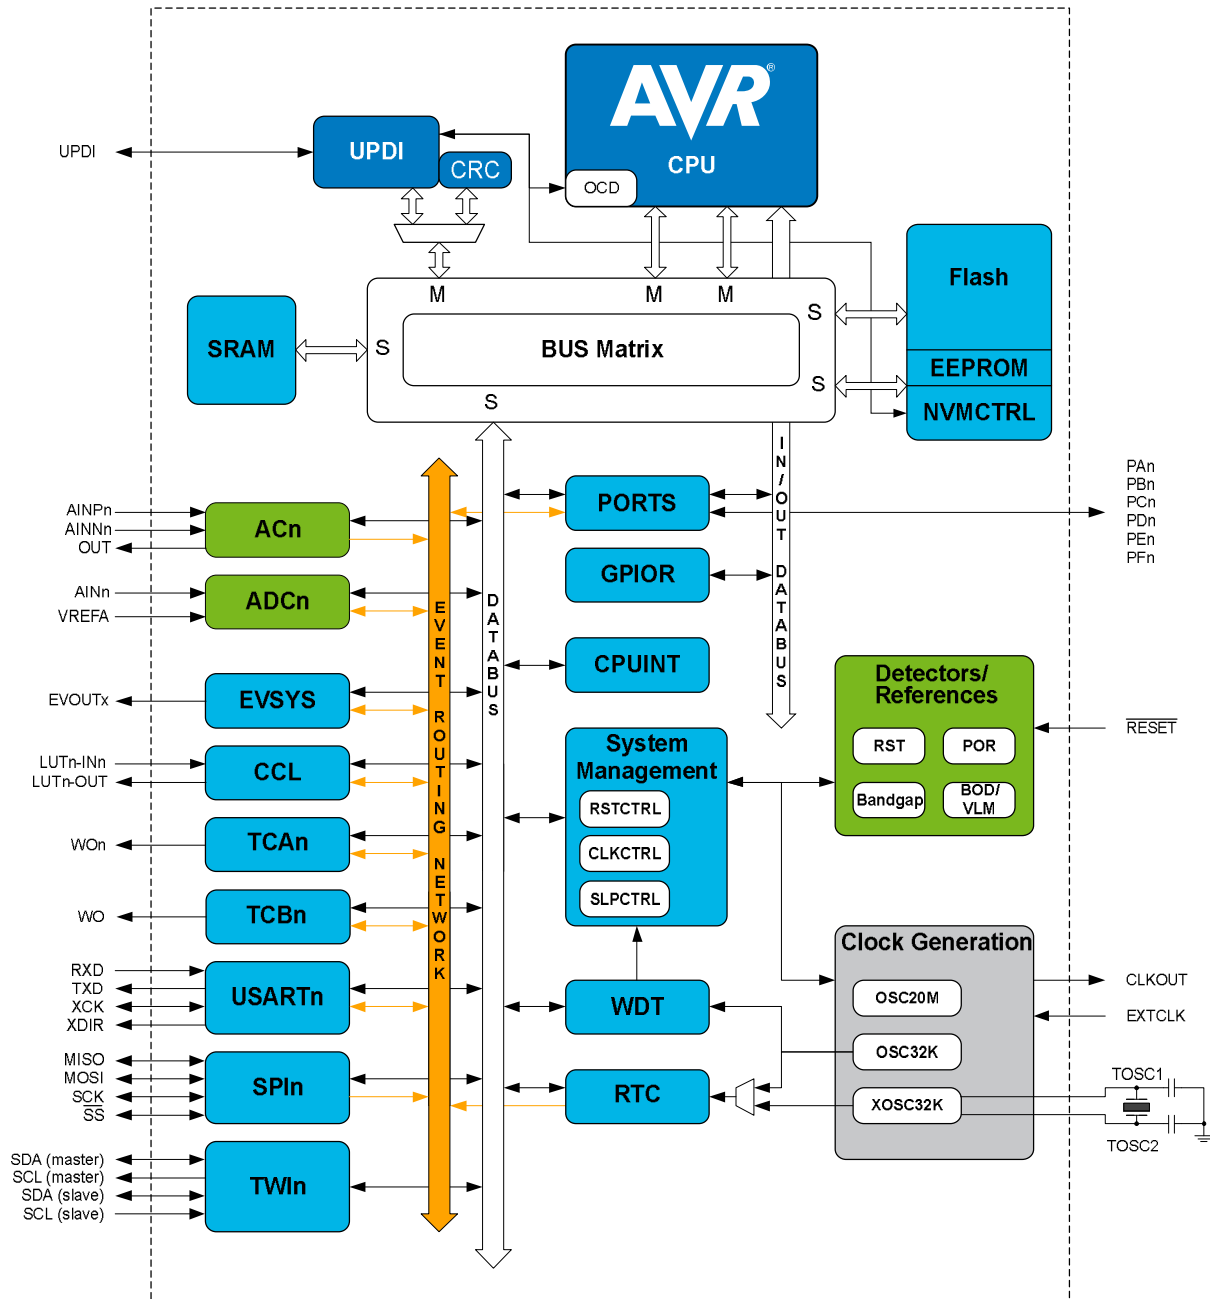 AVR®
CPU
OCD
UPDI
UPDI
CRC
M
M
M
S
S
S
S
BUS Matrix
SRAM
Flash
EEPROM
NVMCTRL
IN/OUT DATABUS
DATABUS
EVENT ROUTING NETWORK
PORTS
GPIOR
CPUINT
PAn
PBn
PCn
PDn
PEn
PFn
AINPn
AINNn
OUT
ACn
AINn
VREFA
ADCn
EVOUTx
EVSYS
LUTn-INn
LUTn-OUT
CCL
WOn
TCAn
WO
TCBn
RXD
TXD
XCK
XDIR
USARTn
MISO
MOSI
SCK
SS
SPIn
SDA (master)
SCL (master)
SDA (slave)
SCL (slave)
TWIn
System
Management
RSTCTRL
CLKCTRL
SLPCTRL
WDT
RTC
Detectors/
References
RST
POR
Bandgap
BOD/
VLM
RESET
Clock Generation
OSC20M
OSC32K
XOSC32K
CLKOUT
EXTCLK
TOSC1
TOSC2